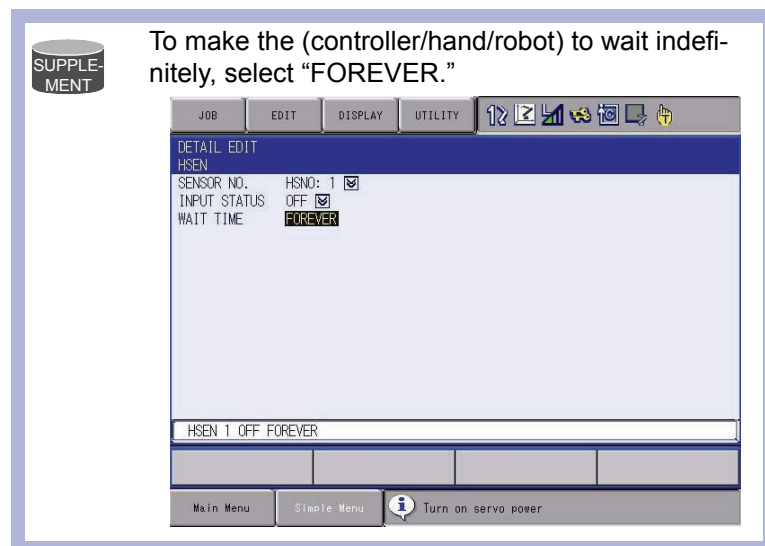 SUPPLE-
MENT
To make the (controller/hand/robot) to wait indefi-
nitely, select “FOREVER.”
JOB EDIT DISPLAY UTILITY
DETAIL EDIT
HSEN
SENSOR NO. HSNO: 1
INPUT STATUS OFF
WAIT TIME FOREVER
HSEN 1 OFF FOREVER
Main Menu Simple Menu Turn on servo power